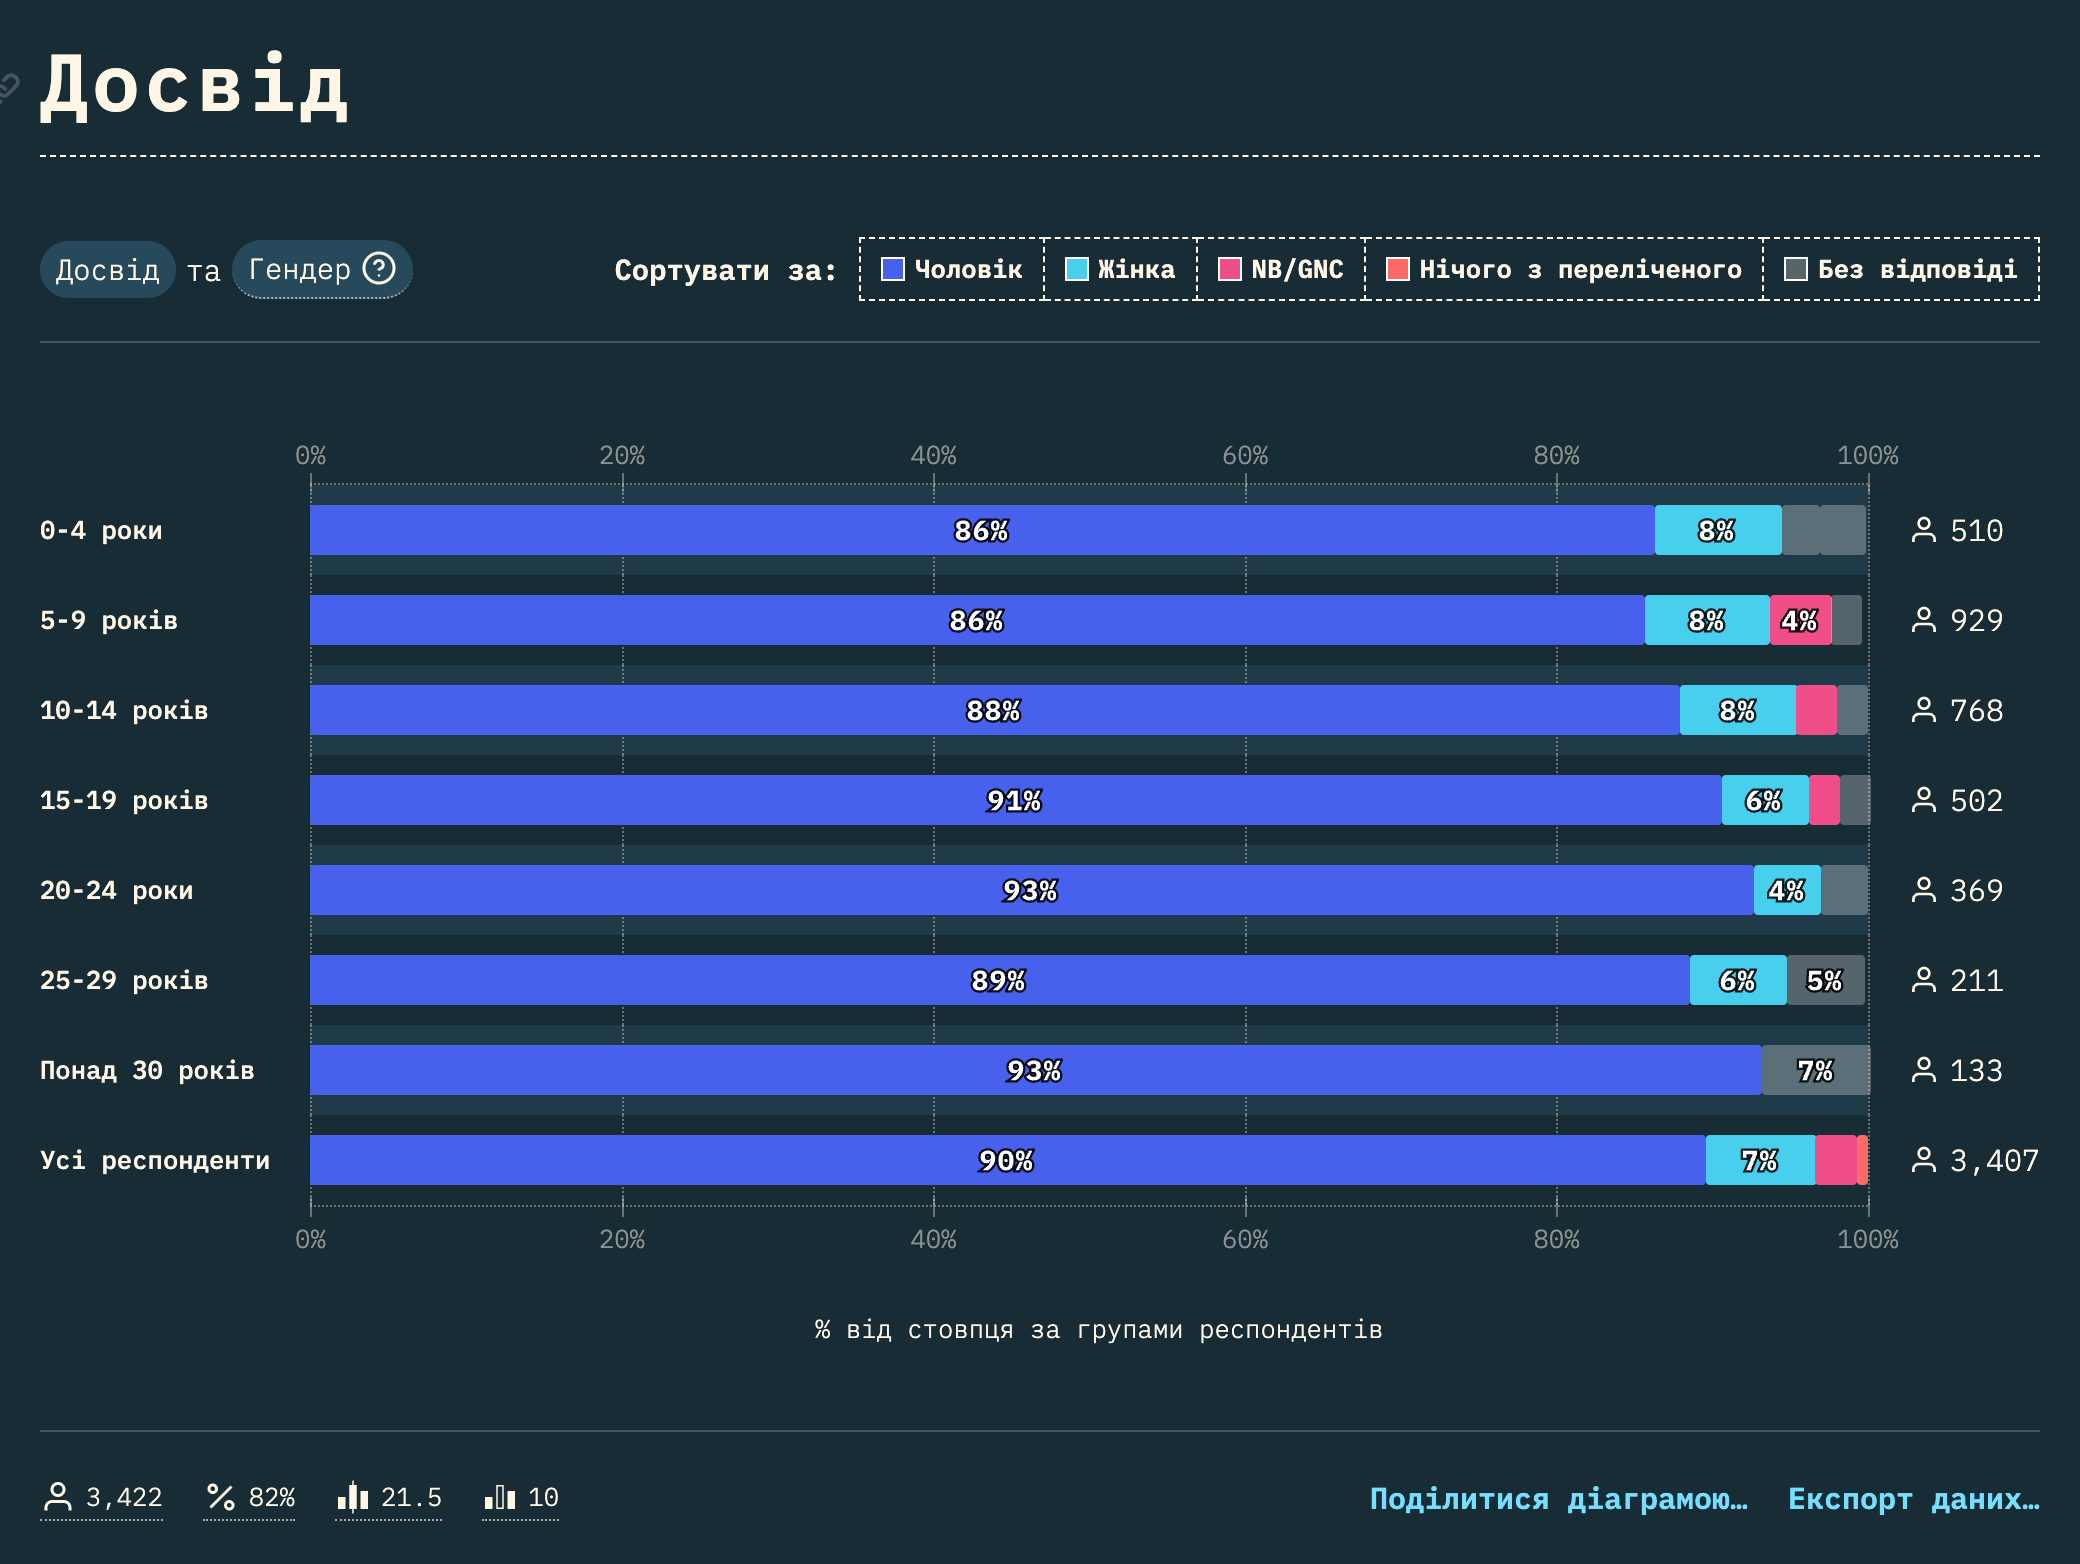 Досвід
Досвід та Гендер ?
Сортувати за: Чоловік Жінка NB/GNC Нічого з переліченого Без відповіді
0% 20% 40% 60% 80% 100%
0-4 роки 86% 8% 510
5-9 років 86% 8% 4% 929
10-14 років 88% 8% 768
15-19 років 91% 6% 502
20-24 роки 93% 4% 369
25-29 років 89% 6% 5% 211
Понад 30 років 93% 7% 133
Усі респонденти 90% 7% 3,407
0% 20% 40% 60% 80% 100%
% від стовпця за групами респондентів
3,422 82% 21.5 10 Поділитися діаграмою… Експорт даних…